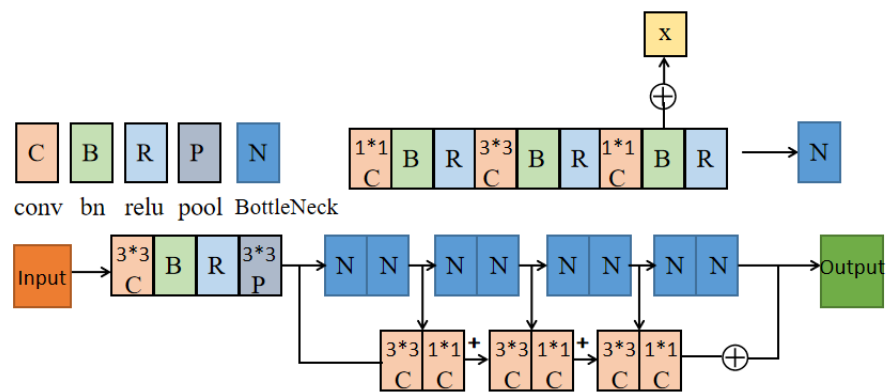 x
C B R P N
conv bn relu pool BottleNeck
1*1 C B R 3*3 C B R 1*1 C B R N
Input 3*3 C B R 3*3 P N N N N N N N N Output
3*3 C 1*1 C + 3*3 C 1*1 C + 3*3 C 1*1 C